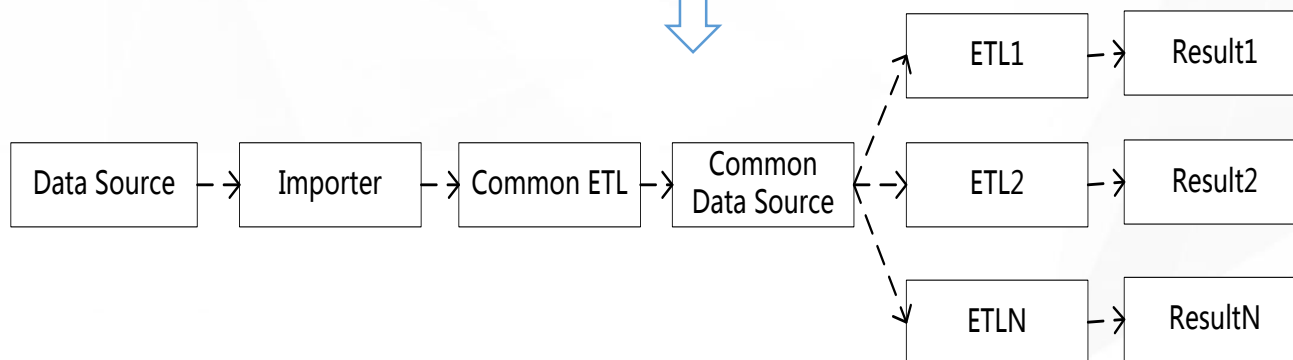 ETL1
Result1
Data Source
Importer
Common ETL
Common
Data Source
ETL2
Result2
ETLN
ResultN